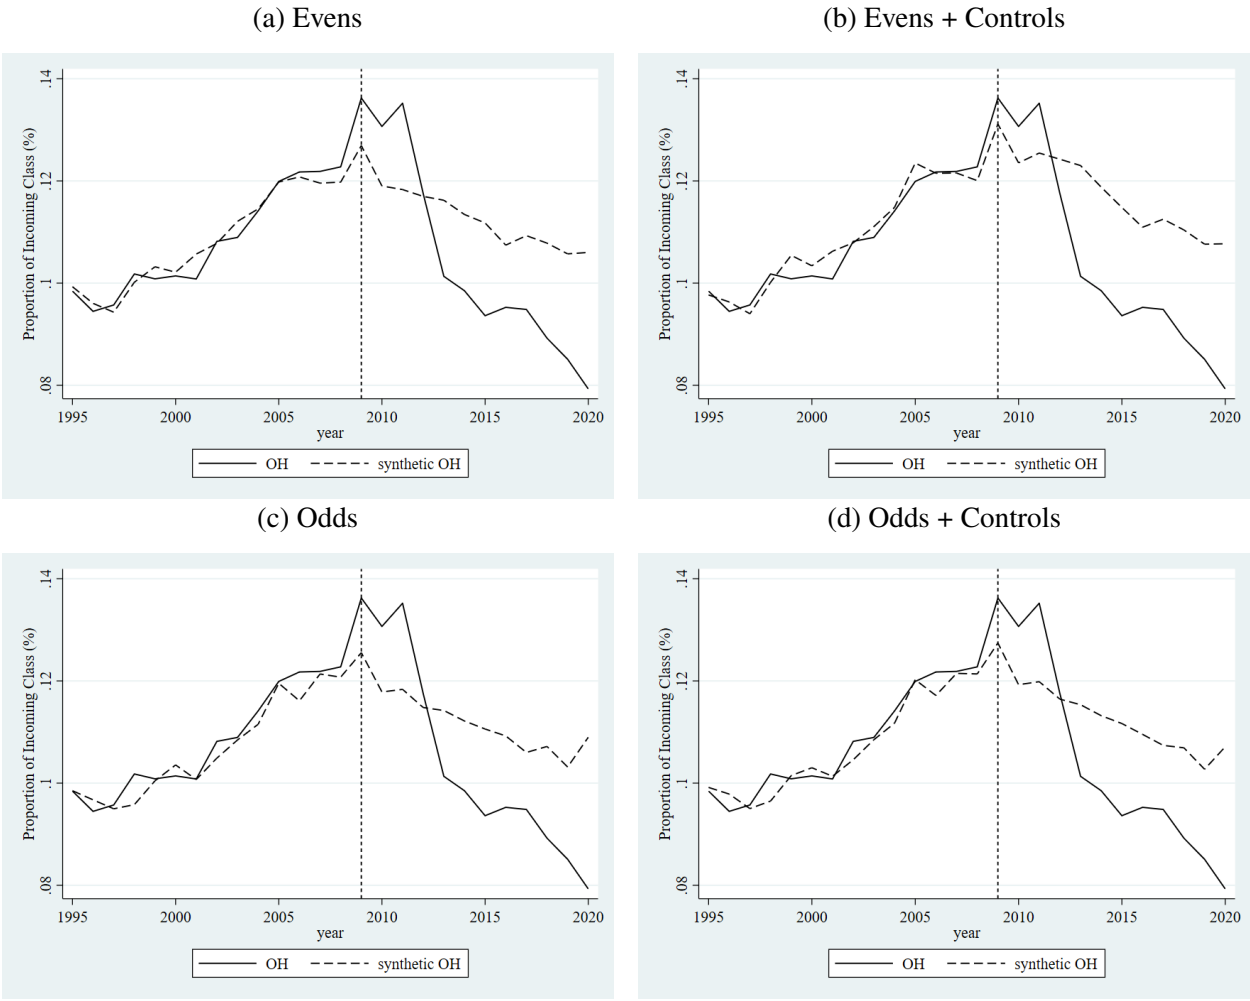 (a) Evens
Proportion of Incoming Class (%)
.14
.12
.1
.08
1995 2000 2005 2010 2015 2020
year
OH synthetic OH
(b) Evens + Controls
Proportion of Incoming Class (%)
.14
.12
.1
.08
1995 2000 2005 2010 2015 2020
year
OH synthetic OH
(c) Odds
Proportion of Incoming Class (%)
.14
.12
.1
.08
1995 2000 2005 2010 2015 2020
year
OH synthetic OH
(d) Odds + Controls
Proportion of Incoming Class (%)
.14
.12
.1
.08
1995 2000 2005 2010 2015 2020
year
OH synthetic OH